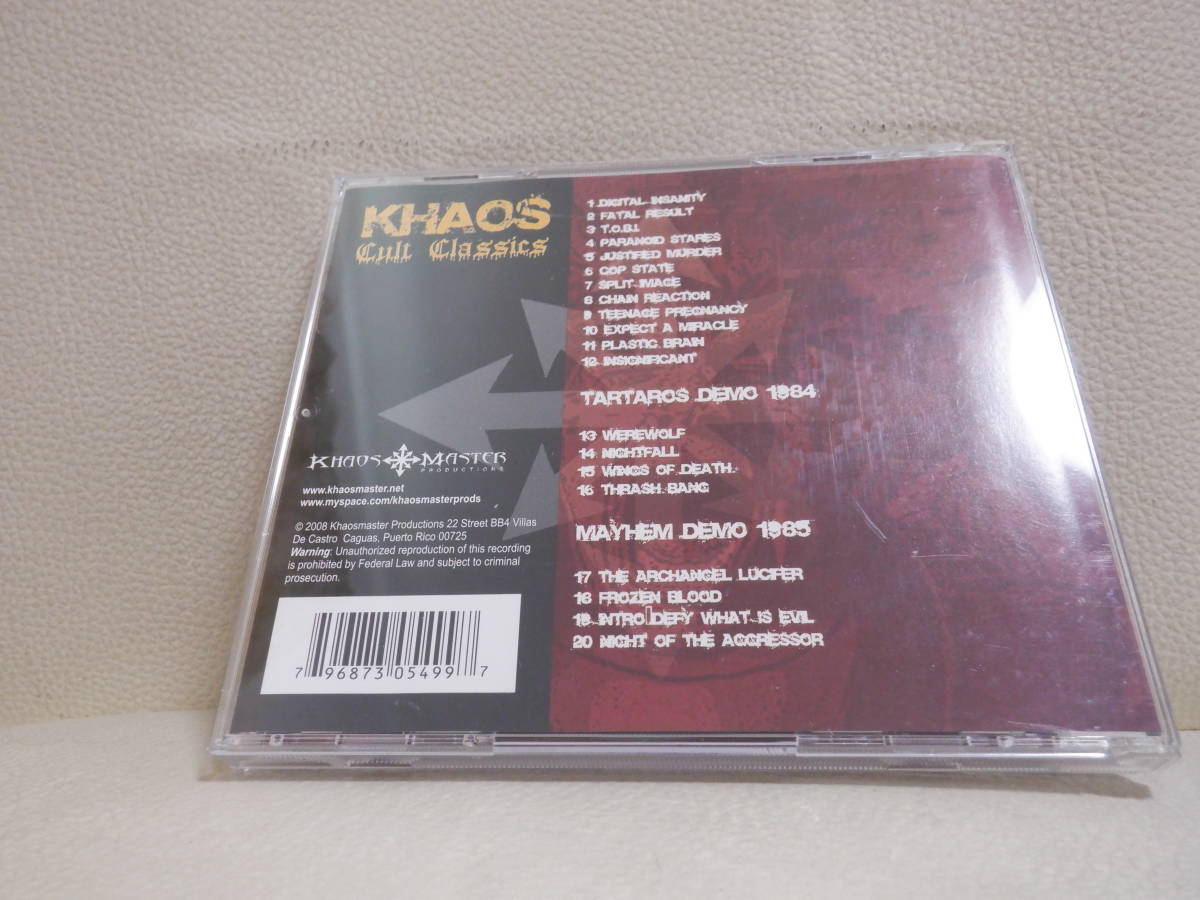 KHAOS
Cult Classics
1 DIGITAL INSANITY
2 FATAL RESULT
3 T.O.B.I.
4 PARANOID STARES
5 JUSTIFIED MURDER
6 COP STATE
7 SPLIT IMAGE
8 CHAIN REACTION
9 TEENAGE PREGNANCY
10 EXPECT A MIRACLE
11 PLASTIC BRAIN
12 INSIGNIFICANT
TARTAROS DEMO 1984
13 WEREWOLF
14 NIGHTFALL
15 WINGS OF DEATH
16 THRASH BANG
MAYHEM DEMO 1985
17 THE ARCHANGEL LUCIFER
18 FROZEN BLOOD
19 INTRO/DEFY WHAT IS EVIL
20 NIGHT OF THE AGGRESSOR
KHAOS MASTER
PRODUCTIONS
www.khaosmaster.net
www.myspace.com/khaosmasterprods
© 2008 Khaosmaster Productions 22 Street BB4 Villas
De Castro Caguas, Puerto Rico 00725
Warning: Unauthorized reproduction of this recording
is prohibited by Federal Law and subject to criminal
prosecution.
7 96873 05499 7